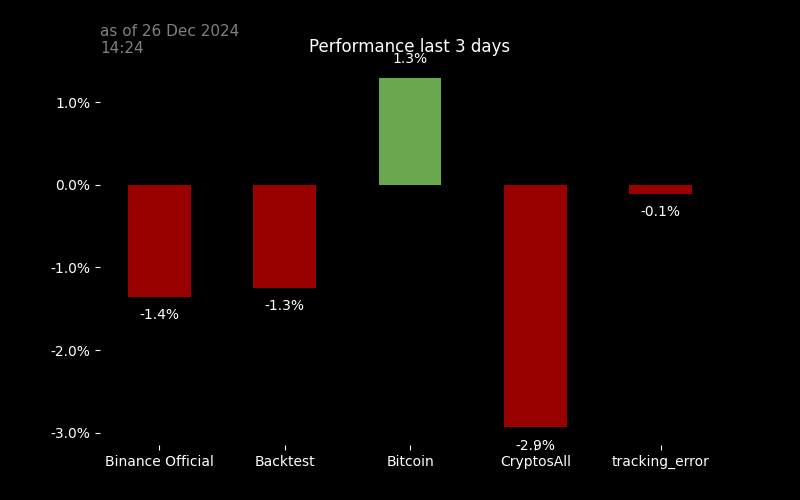 as of 26 Dec 2024
14:24
Performance last 3 days
1.3%
1.0%
0.0%
-0.1%
-1.0%
-1.4%
-1.3%
-2.0%
-3.0%
-2.9%
Binance Official
Backtest
Bitcoin
CryptosAll
tracking_error